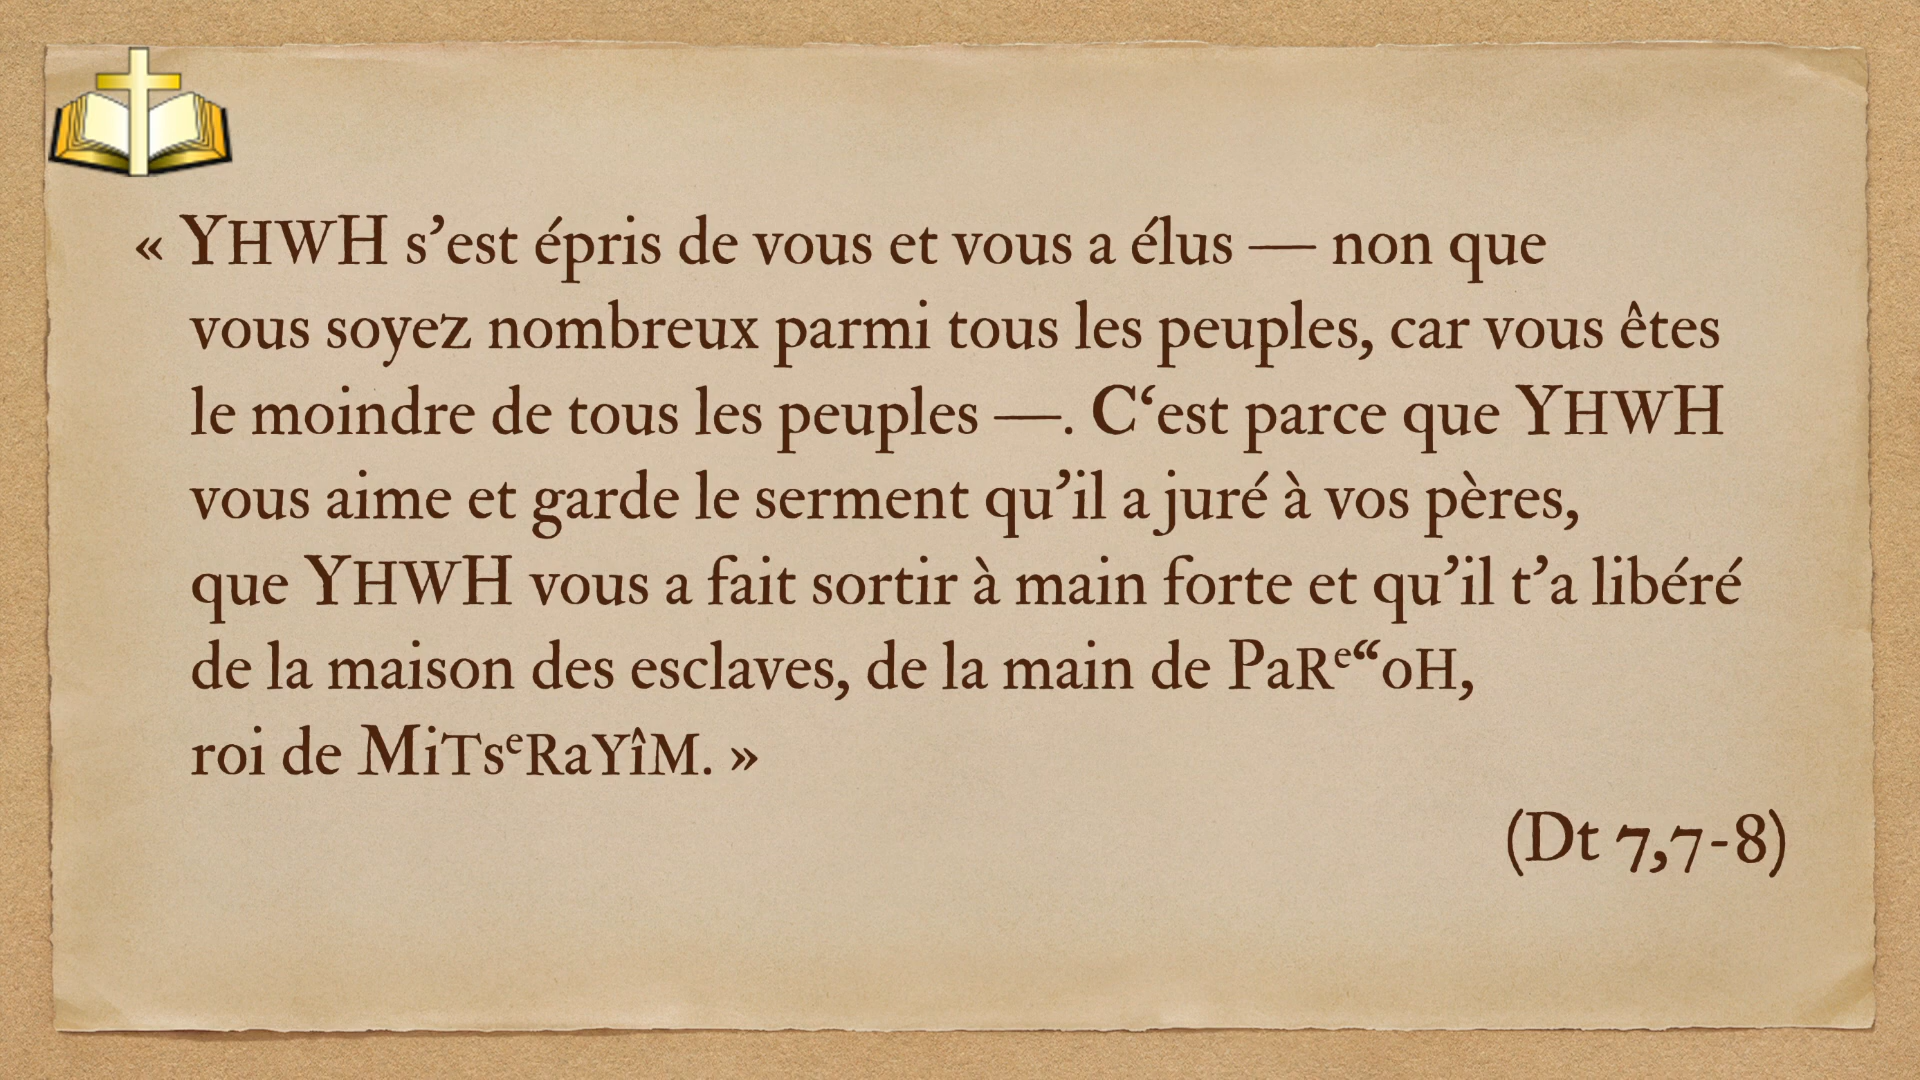 « YHWH s’est épris de vous et vous a élus — non que
vous soyez nombreux parmi tous les peuples, car vous êtes
le moindre de tous les peuples —. C‘est parce que YHWH
vous aime et garde le serment qu’il a juré à vos pères,
que YHWH vous a fait sortir à main forte et qu’il t’a libéré
de la maison des esclaves, de la main de PaRᵉ“oH,
roi de MiTsᵉRaYîM. »
(Dt 7,7-8)